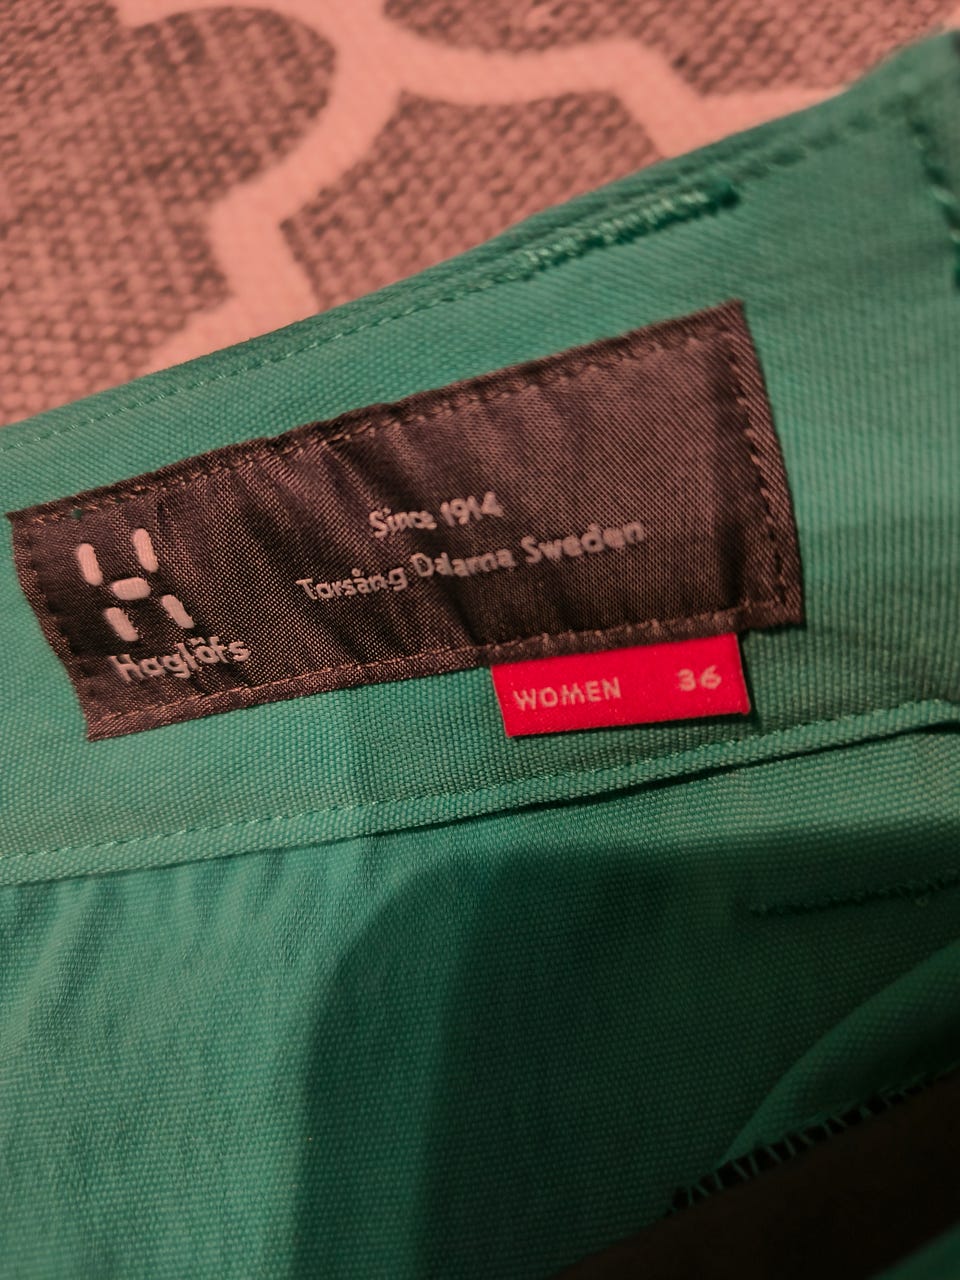 Since 1914
Torsång Dalarna Sweden
Haglöfs
WOMEN 36